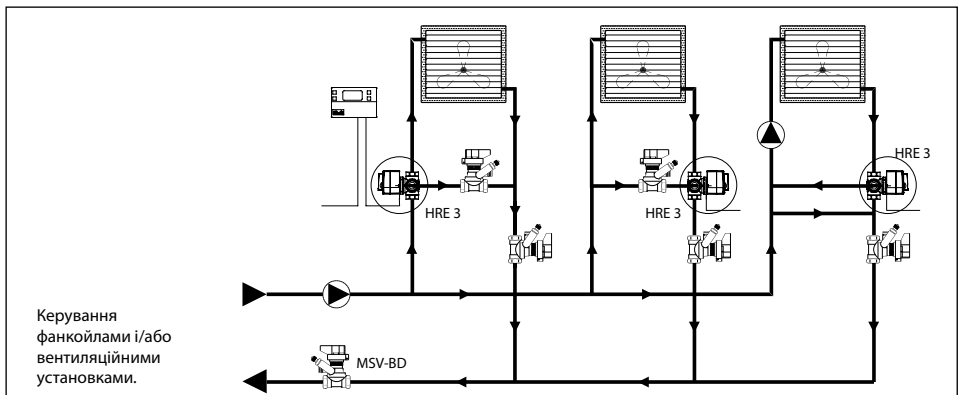 HRE 3
HRE 3
HRE 3
Керування
фанкойлами і/або
вентиляційними
установками.
MSV-BD